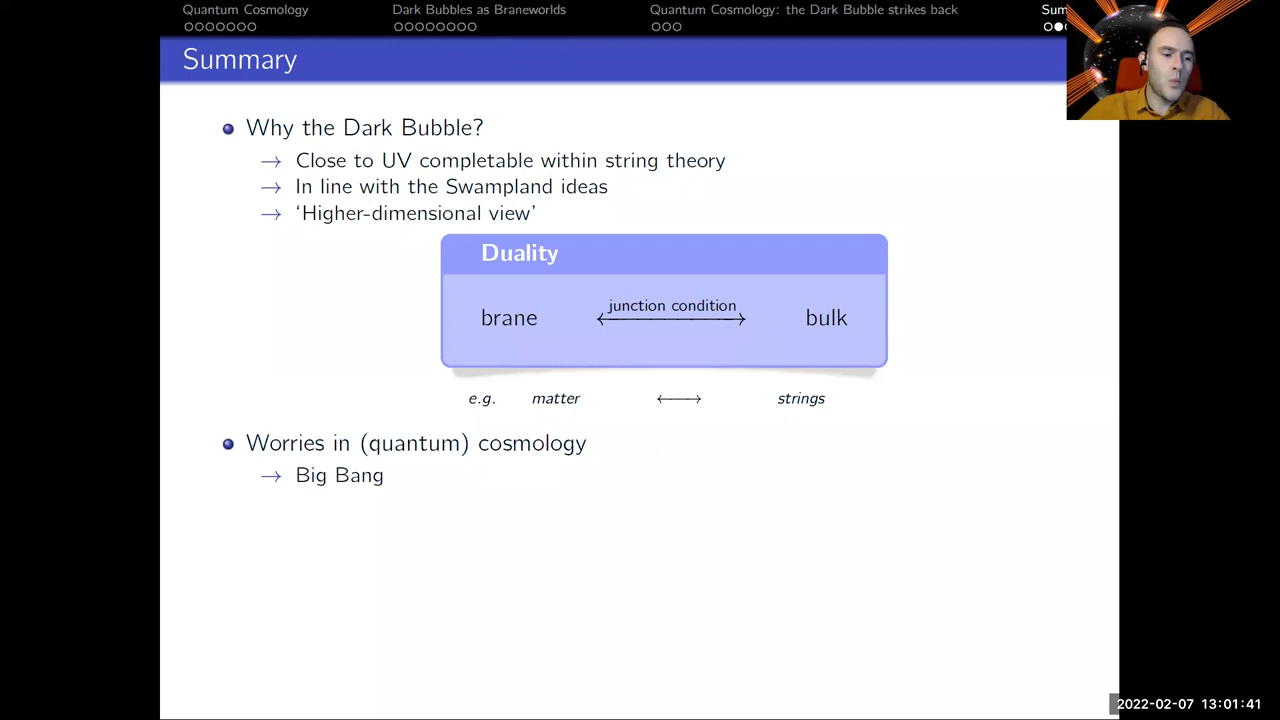 Quantum Cosmology
Dark Bubbles as Braneworlds
Quantum Cosmology: the Dark Bubble strikes back
Sum
Summary
Why the Dark Bubble?
→ Close to UV completable within string theory
→ In line with the Swampland ideas
→ ‘Higher-dimensional view’
Duality
junction condition
brane ⟷ bulk
e.g. matter ⟷ strings
Worries in (quantum) cosmology
→ Big Bang
2022-02-07 13:01:41